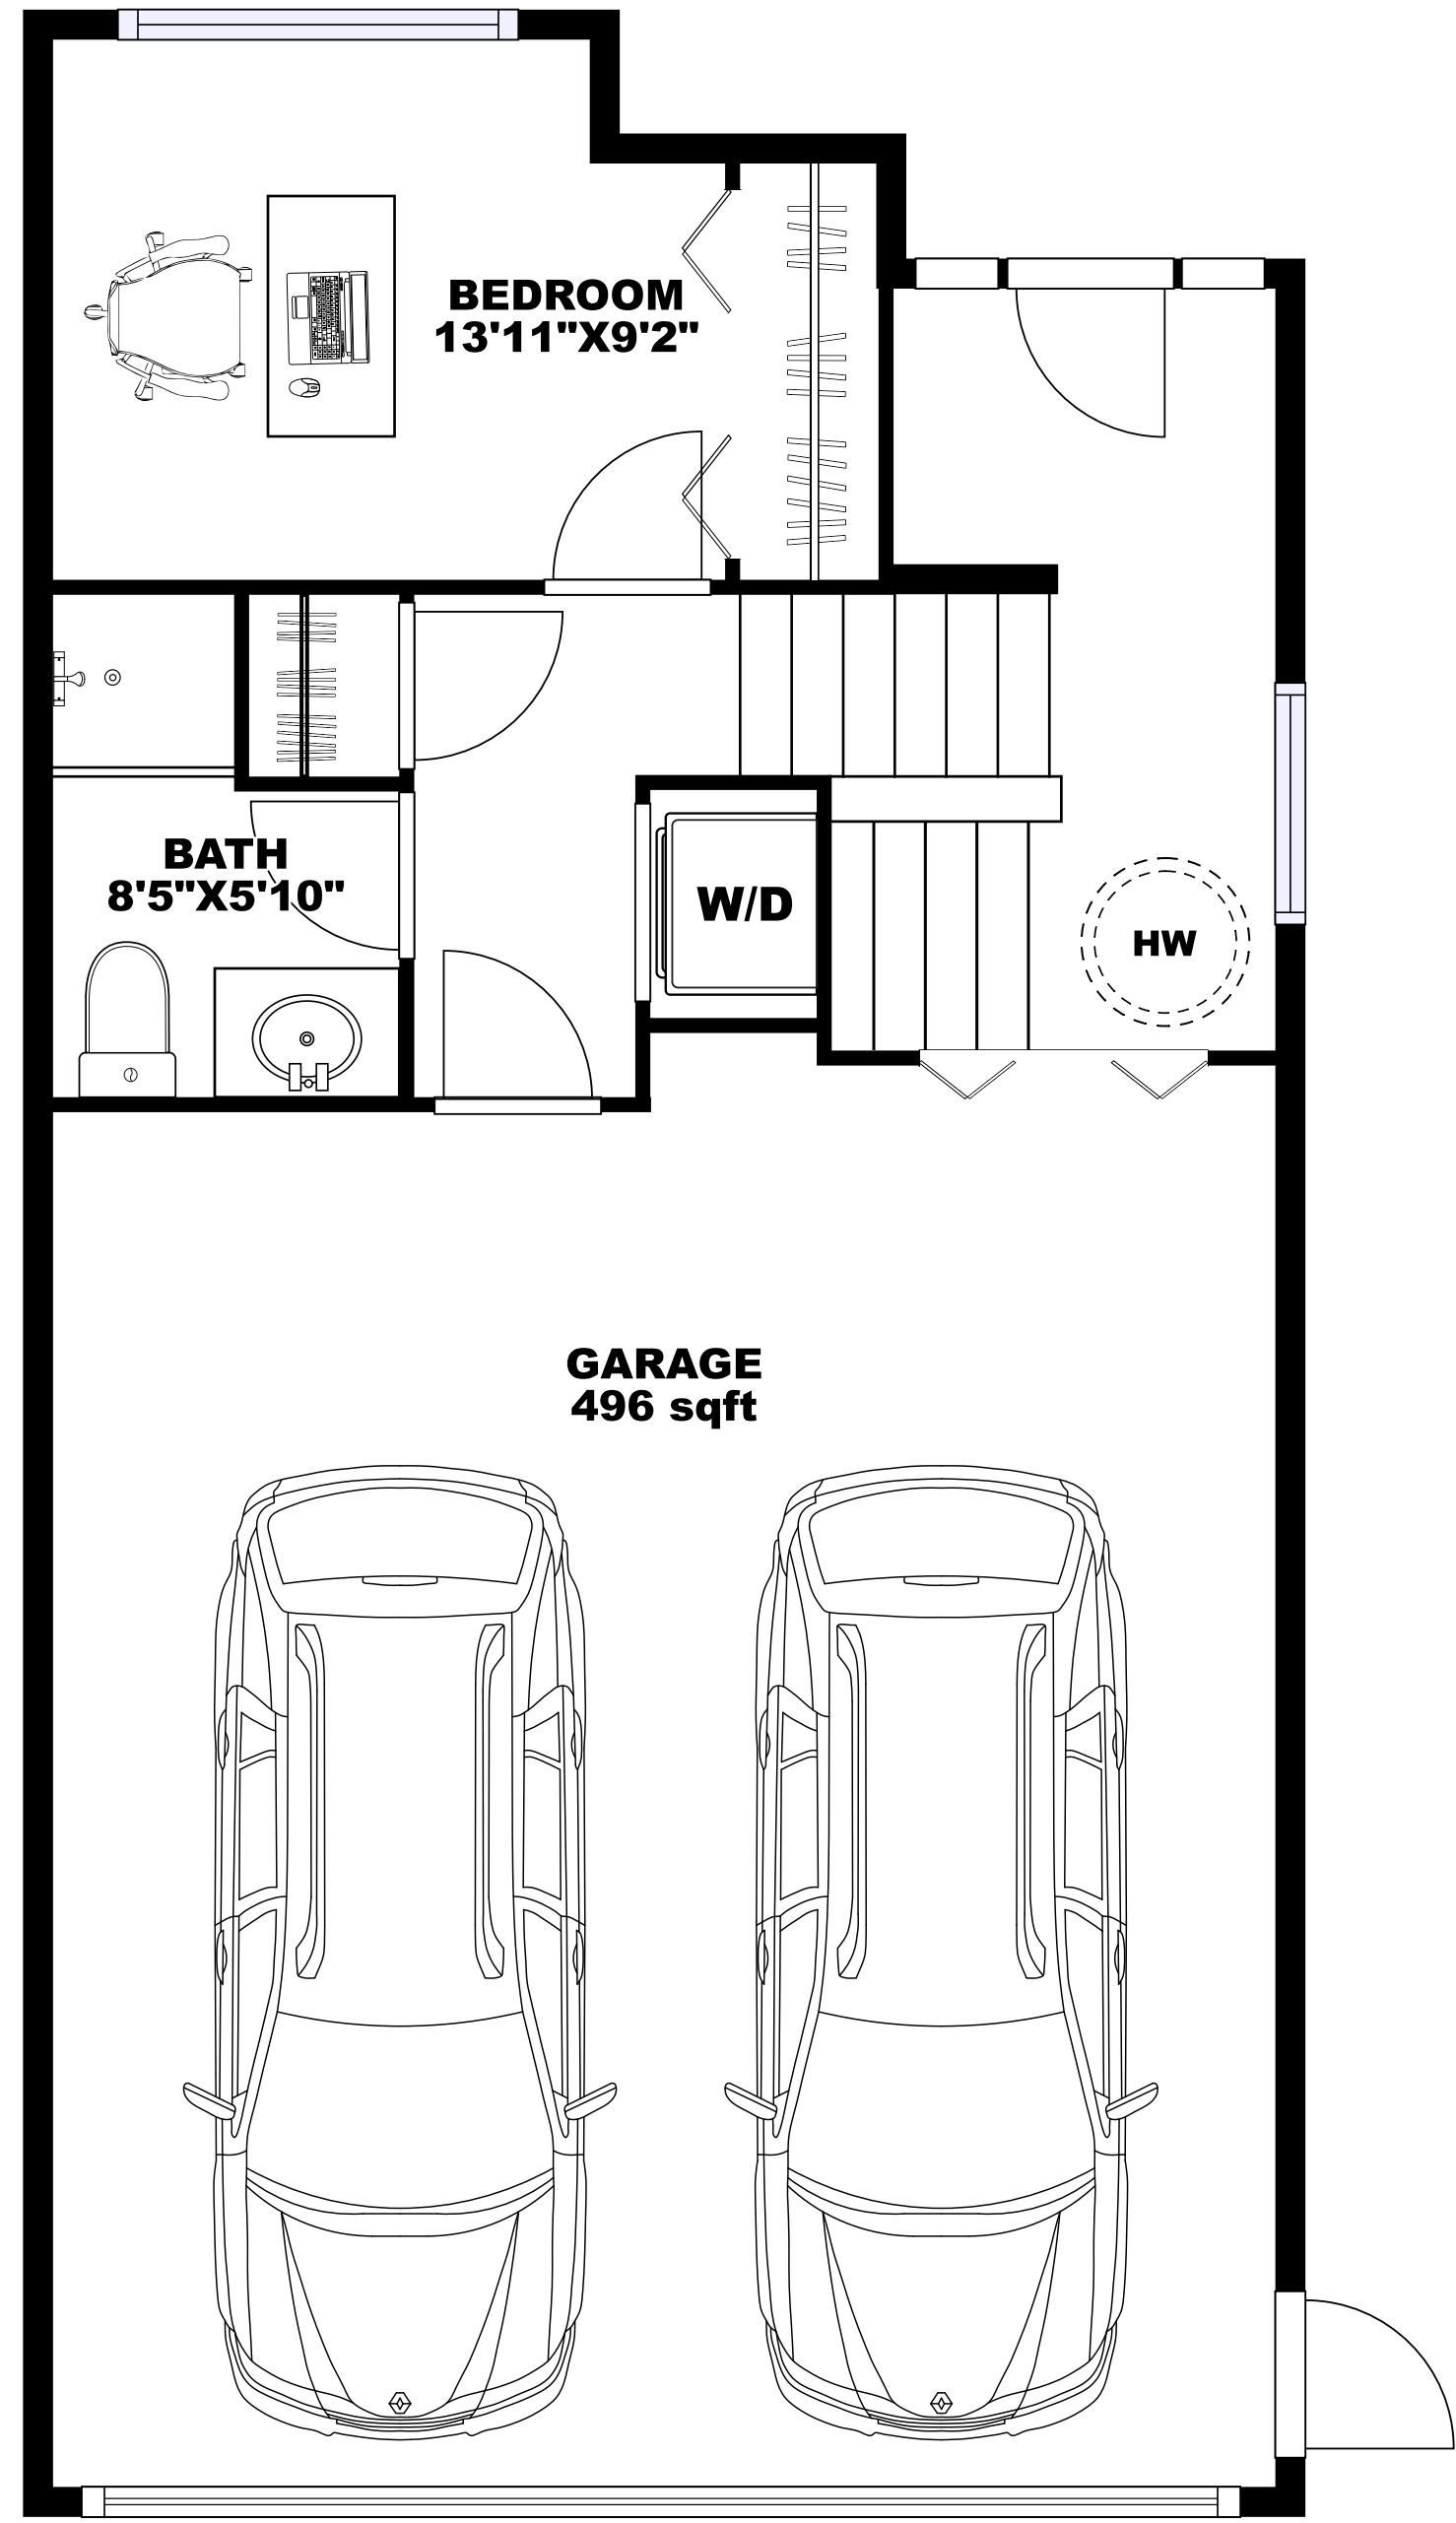 BEDROOM
13'11"X9'2"
BATH
8'5"X5'10"
W/D
HW
GARAGE
496 sqft